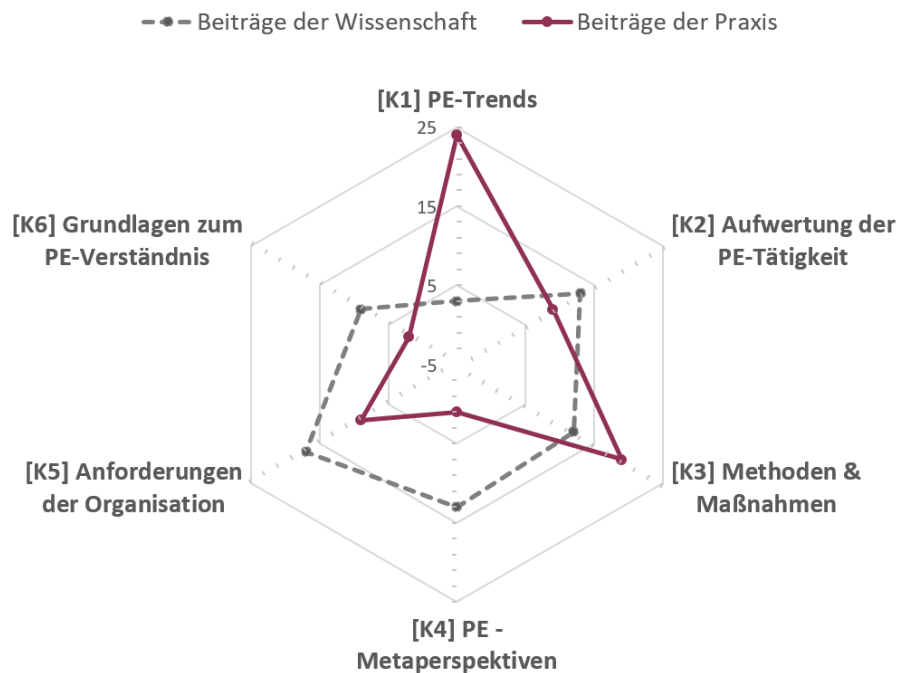 Beiträge der Wissenschaft
Beiträge der Praxis
[K1] PE-Trends
25
15
5
-5
[K2] Aufwertung der
PE-Tätigkeit
[K3] Methoden &
Maßnahmen
[K4] PE -
Metaperspektiven
[K5] Anforderungen
der Organisation
[K6] Grundlagen zum
PE-Verständnis